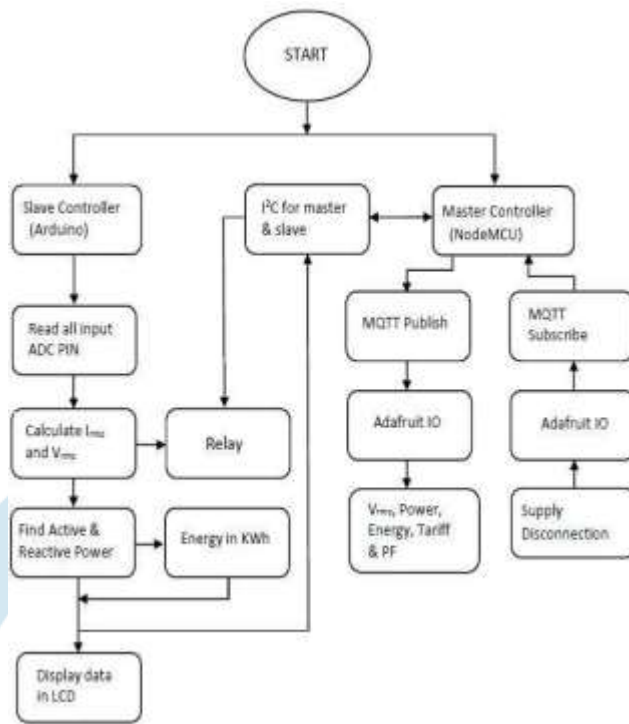 START
Slave Controller
(Arduino)
I²C for master
& slave
Master Controller
(NodeMCU)
Read all input
ADC PIN
MQTT Publish
MQTT
Subscribe
Calculate Iᵣₘₛ
and Vᵣₘₛ
Relay
Adafruit IO
Adafruit IO
Find Active &
Reactive Power
Energy in KWh
Vᵣₘₛ, Power,
Energy, Tariff
& PF
Supply
Disconnection
Display data
in LCD